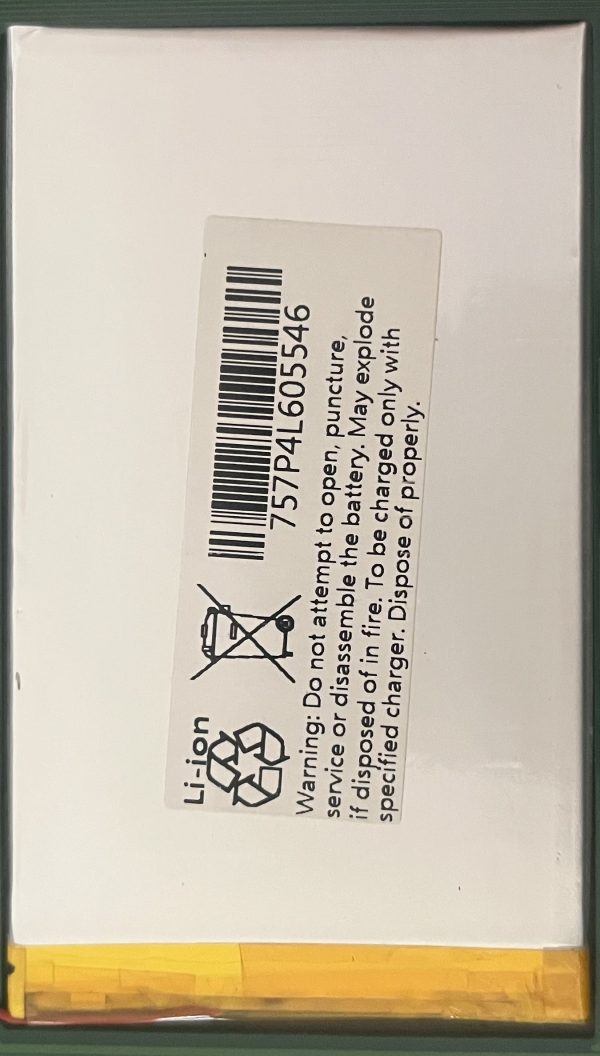 Li-ion
757P4L605546
Warning: Do not attempt to open, puncture,
service or disassemble the battery. May explode
if disposed of in fire. To be charged only with
specified charger. Dispose of properly.